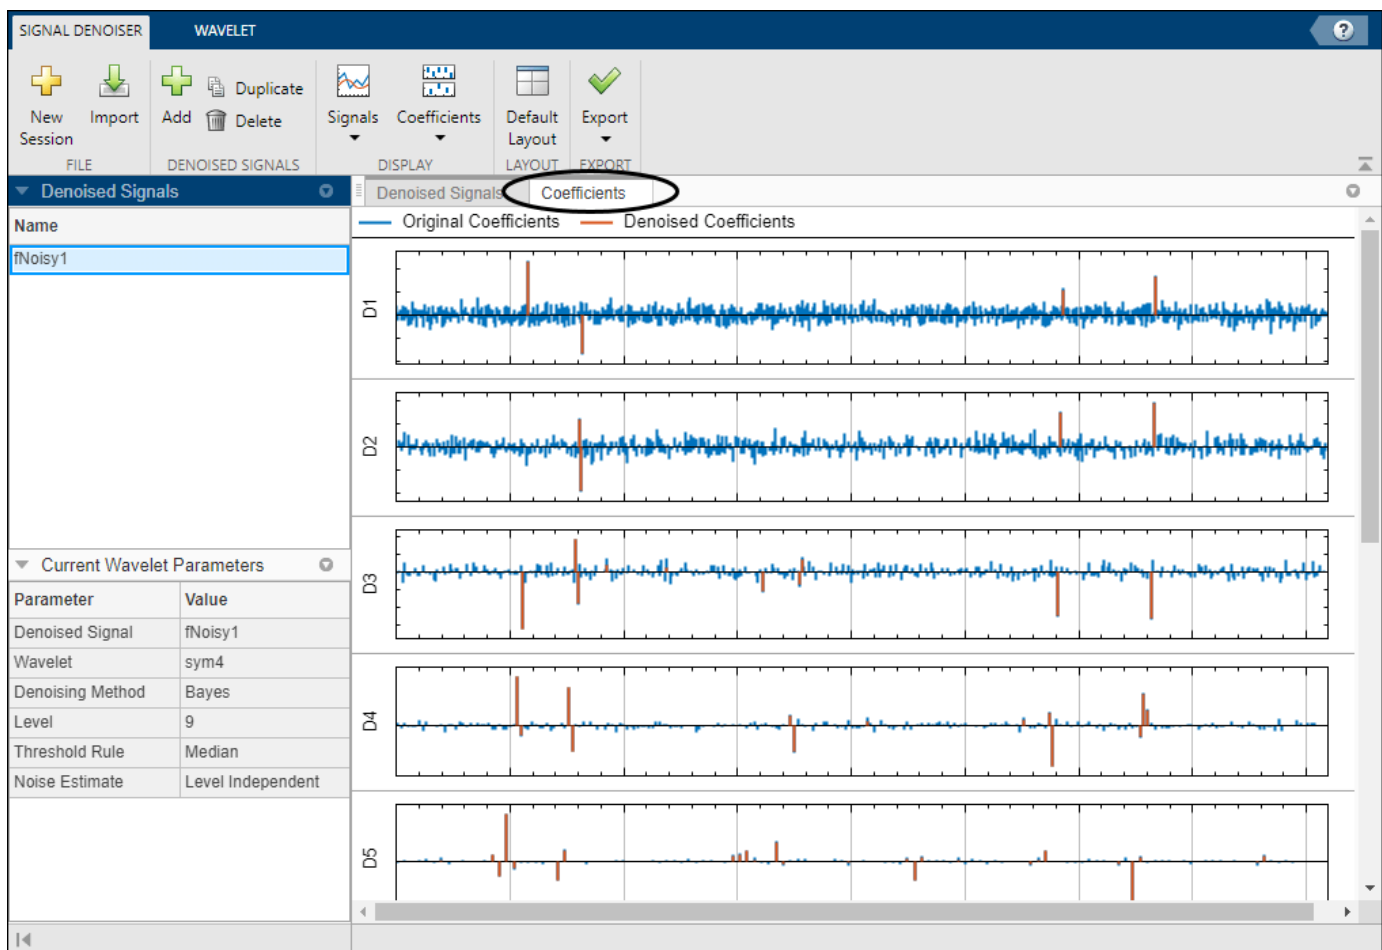 SIGNAL DENOISER WAVELET
?
New Session Import Add Duplicate Delete Signals Coefficients Default Layout Export
FILE DENOISED SIGNALS DISPLAY LAYOUT EXPORT
Denoised Signals
Name
fNoisy1
Current Wavelet Parameters
Parameter Value
Denoised Signal fNoisy1
Wavelet sym4
Denoising Method Bayes
Level 9
Threshold Rule Median
Noise Estimate Level Independent
Denoised Signals Coefficients
Original Coefficients Denoised Coefficients
D1
D2
D3
D4
D5